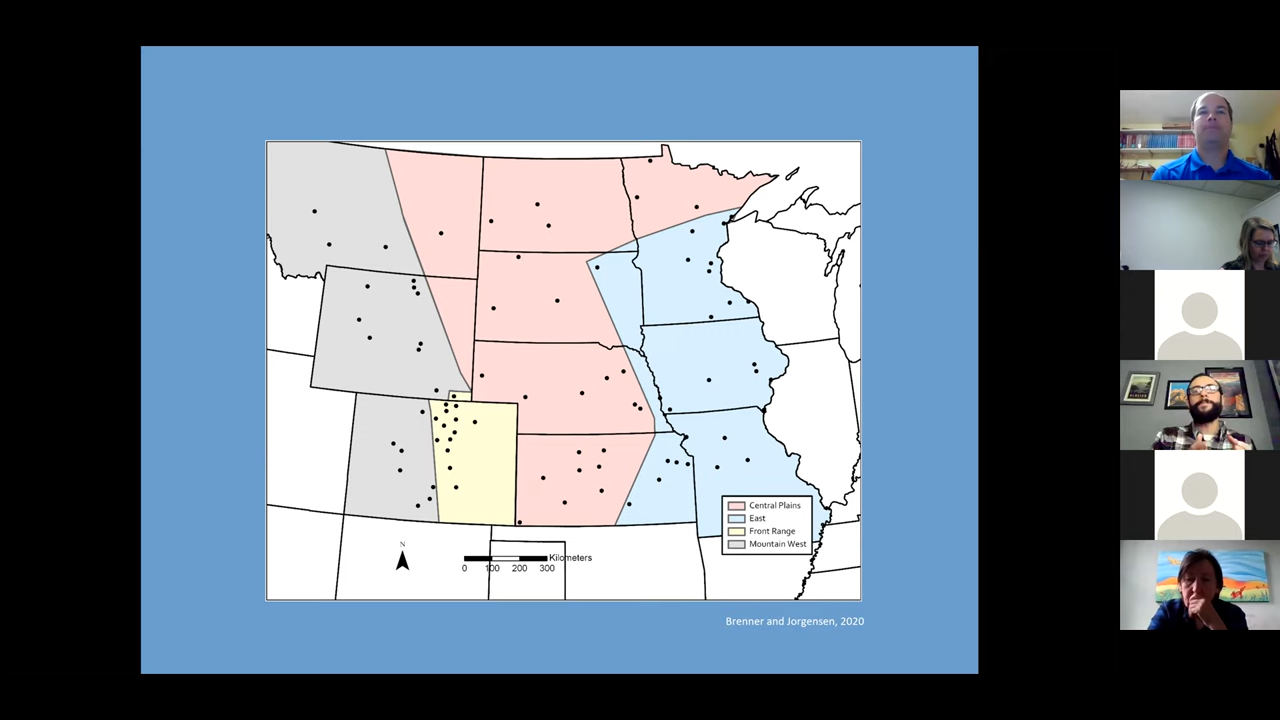 Central Plains
East
Front Range
Mountain West
N
Kilometers
0 100 200 300
Brenner and Jorgensen, 2020